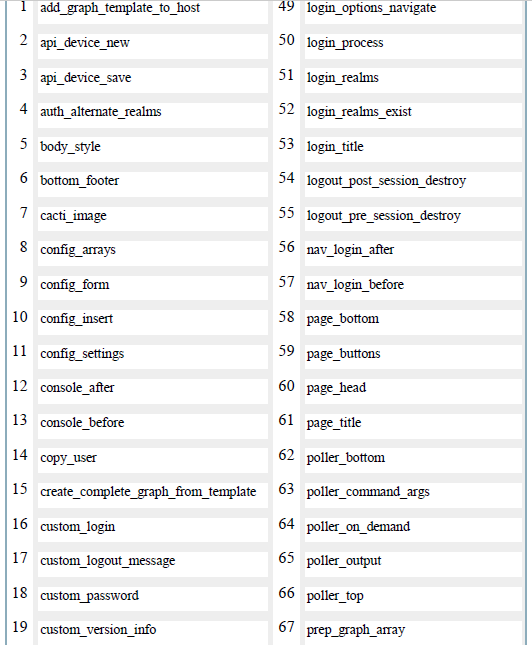 1 add_graph_template_to_host 49 login_options_navigate
2 api_device_new 50 login_process
3 api_device_save 51 login_realms
4 auth_alternate_realms 52 login_realms_exist
5 body_style 53 login_title
6 bottom_footer 54 logout_post_session_destroy
7 cacti_image 55 logout_pre_session_destroy
8 config_arrays 56 nav_login_after
9 config_form 57 nav_login_before
10 config_insert 58 page_bottom
11 config_settings 59 page_buttons
12 console_after 60 page_head
13 console_before 61 page_title
14 copy_user 62 poller_bottom
15 create_complete_graph_from_template 63 poller_command_args
16 custom_login 64 poller_on_demand
17 custom_logout_message 65 poller_output
18 custom_password 66 poller_top
19 custom_version_info 67 prep_graph_array